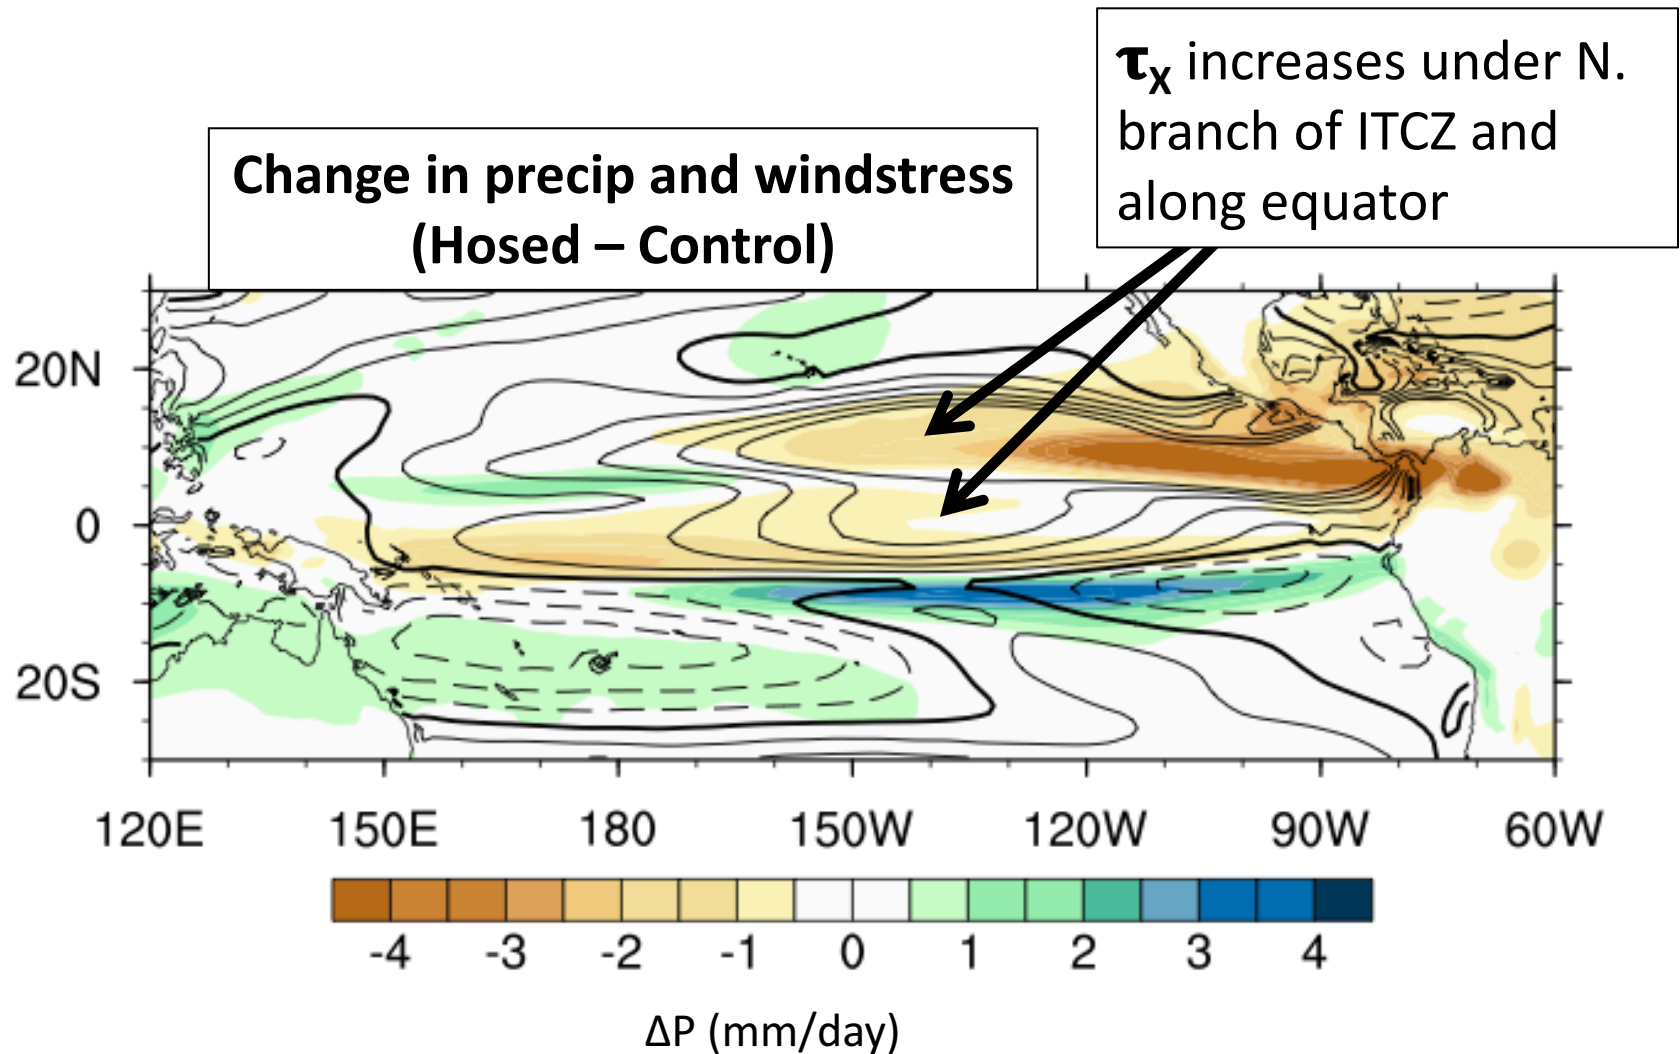 τX increases under N.
branch of ITCZ and
along equator
Change in precip and windstress
(Hosed – Control)
20N
0
20S
120E 150E 180 150W 120W 90W 60W
-4 -3 -2 -1 0 1 2 3 4
ΔP (mm/day)